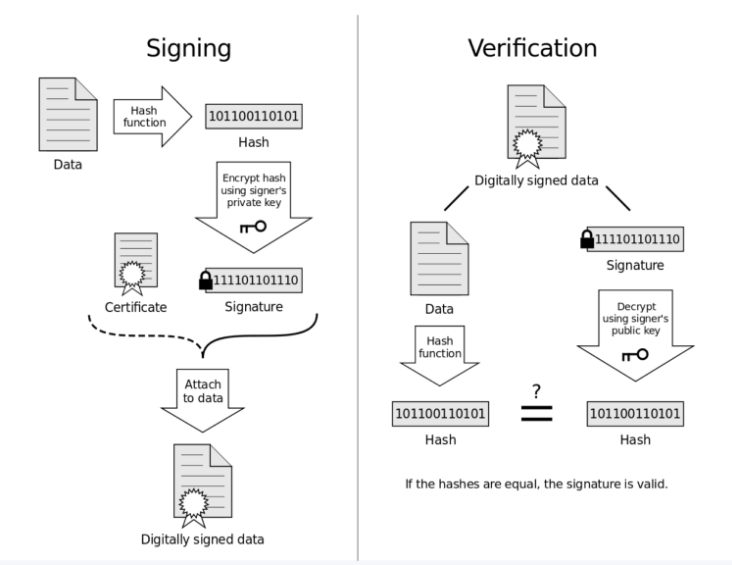 Signing
Hash
function
101100110101
Hash
Data
Encrypt hash
using signer's
private key
111101101110
Certificate
Signature
Attach
to data
Digitally signed data
Verification
Digitally signed data
111101101110
Signature
Data
Decrypt
using signer's
public key
Hash
function
?
101100110101
101100110101
Hash
Hash
If the hashes are equal, the signature is valid.